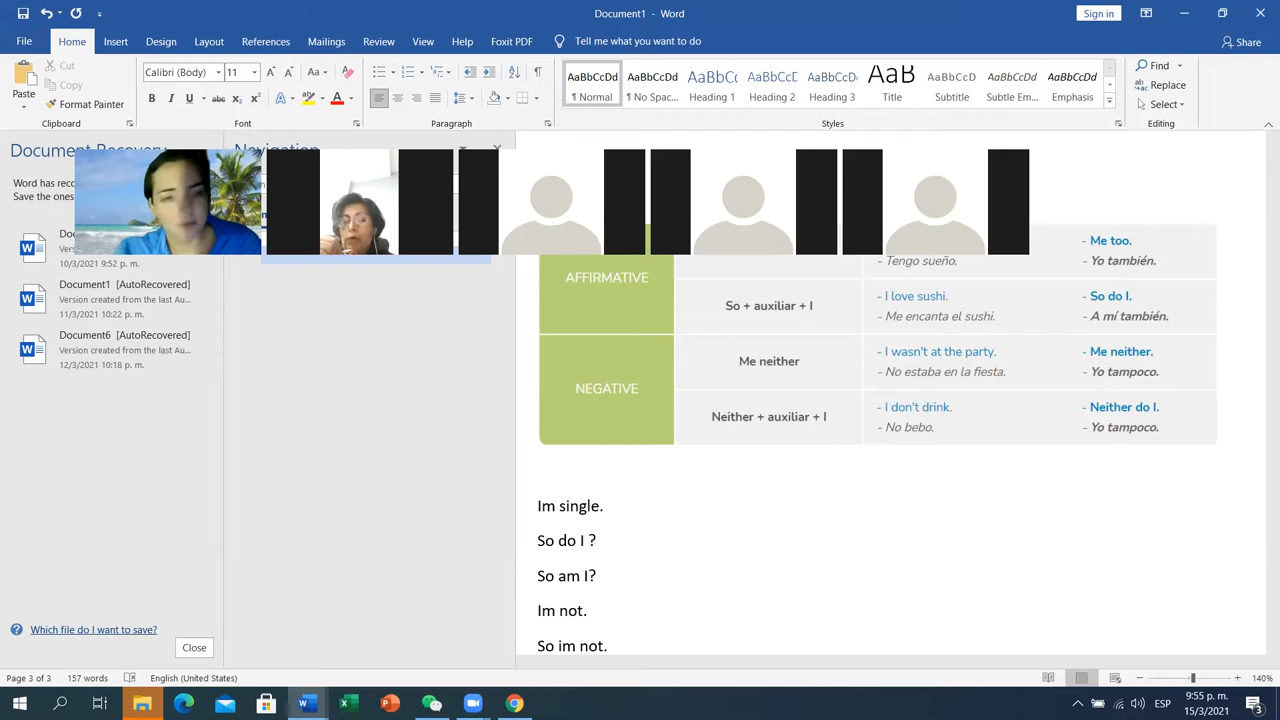 Document1 - Word
Sign in
File Home Insert Design Layout References Mailings Review View Help Foxit PDF Tell me what you want to do
Share
Paste
Cut
Copy
Format Painter
Clipboard
Calibri (Body) 11
Font
Paragraph
AaBbCcDd AaBbCcDd AaBbC AaBbCcD AaBbCcD AaB AaBbCcD AaBbCcDd AaBbCcDd
¶ Normal ¶ No Spac... Heading 1 Heading 2 Heading 3 Title Subtitle Subtle Em... Emphasis
Styles
Find
Replace
Select
Editing
Document Recovery
Navigation
Word has reco
Save the ones
10/3/2021 9:52 p. m.
Document1 [AutoRecovered]
Version created from the last Au...
11/3/2021 10:22 p. m.
Document6 [AutoRecovered]
Version created from the last Au...
12/3/2021 10:18 p. m.
Which file do I want to save?
Close
AFFIRMATIVE
- Me too.
- Tengo sueño. - Yo también.
So + auxiliar + I
- I love sushi. - So do I.
- Me encanta el sushi. - A mí también.
NEGATIVE
Me neither
- I wasn't at the party. - Me neither.
- No estaba en la fiesta. - Yo tampoco.
Neither + auxiliar + I
- I don't drink. - Neither do I.
- No bebo. - Yo tampoco.
Im single.
So do I ?
So am I?
Im not.
So im not.
Page 3 of 3 157 words English (United States)
140%
ESP
9:55 p. m.
15/3/2021
3